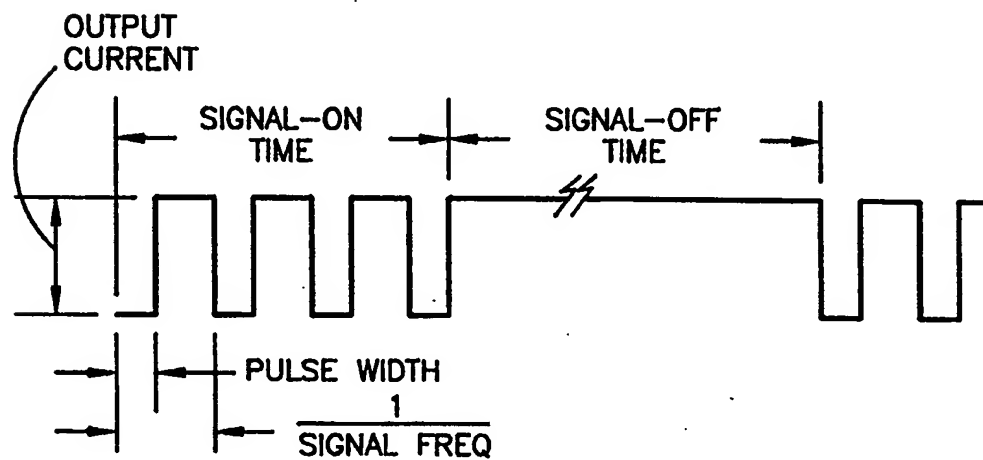 OUTPUT
CURRENT
SIGNAL-ON
TIME
SIGNAL-OFF
TIME
PULSE WIDTH
1
SIGNAL FREQ